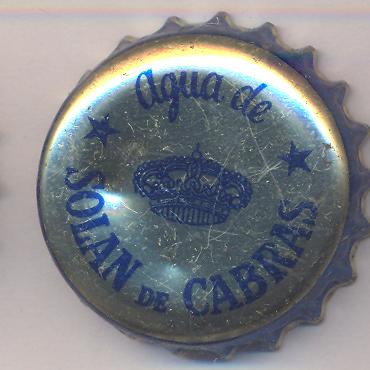 Agua de
SOLAN DE CABRAS